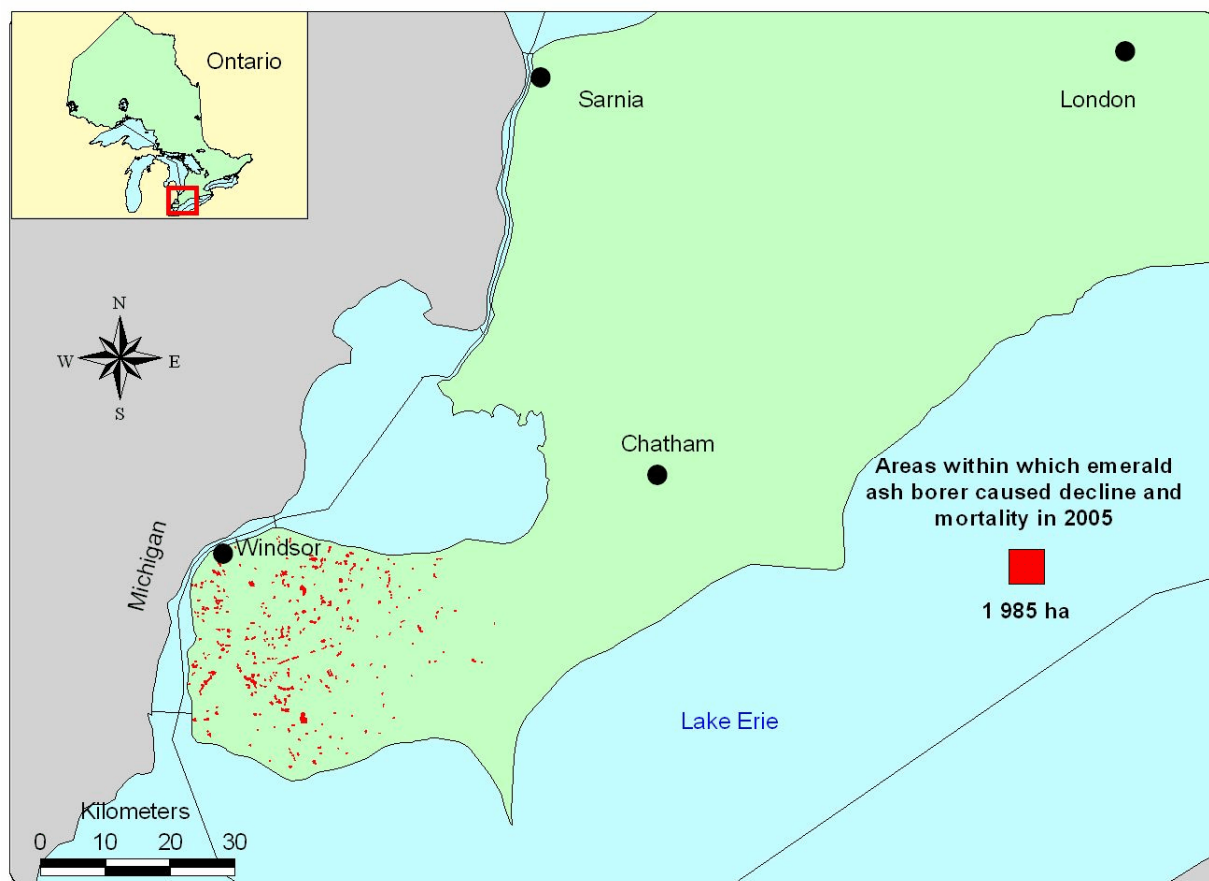 Ontario
Sarnia
London
N
W E
S
Chatham
Areas within which emerald
ash borer caused decline and
mortality in 2005
1 985 ha
Windsor
Michigan
Lake Erie
Kilometers
0 10 20 30